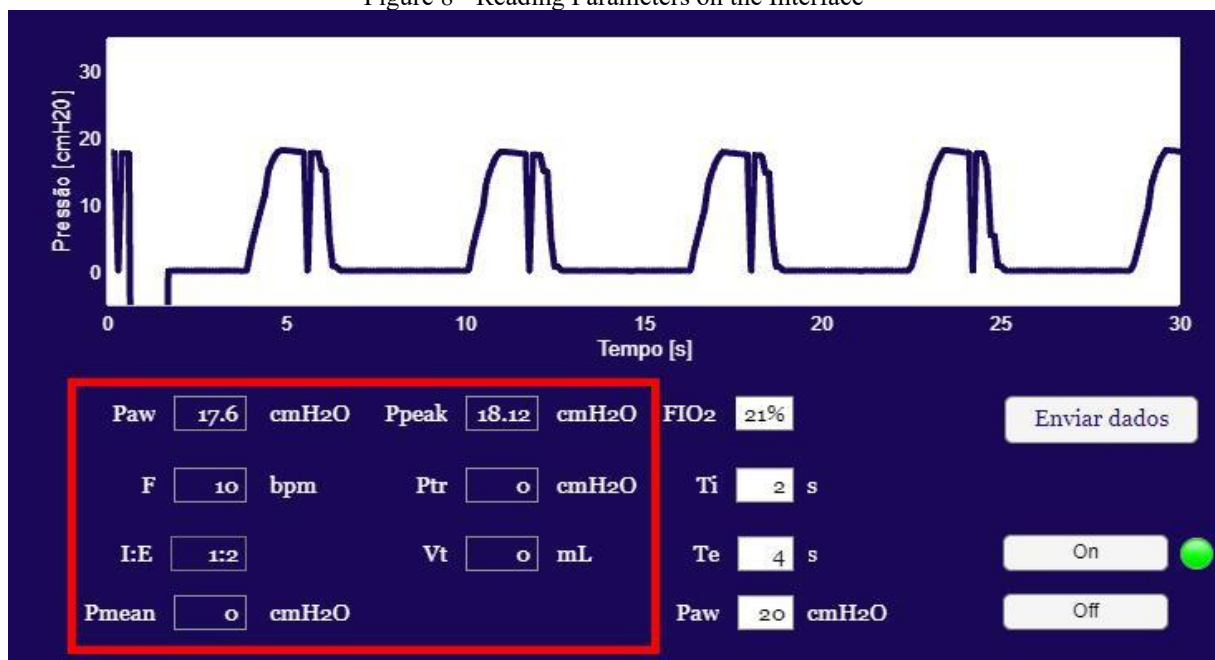 Figure 8 - Reading Parameters on the Interface
30
20
10
0
Pressão [cmH20]
0 5 10 15 20 25 30
Tempo [s]
Paw 17.6 cmH2O Ppeak 18.12 cmH2O FIO2 21% Enviar dados
F 10 bpm Ptr 0 cmH2O Ti 2 s
I:E 1:2 Vt 0 mL Te 4 s On
Pmean 0 cmH2O Paw 20 cmH2O Off